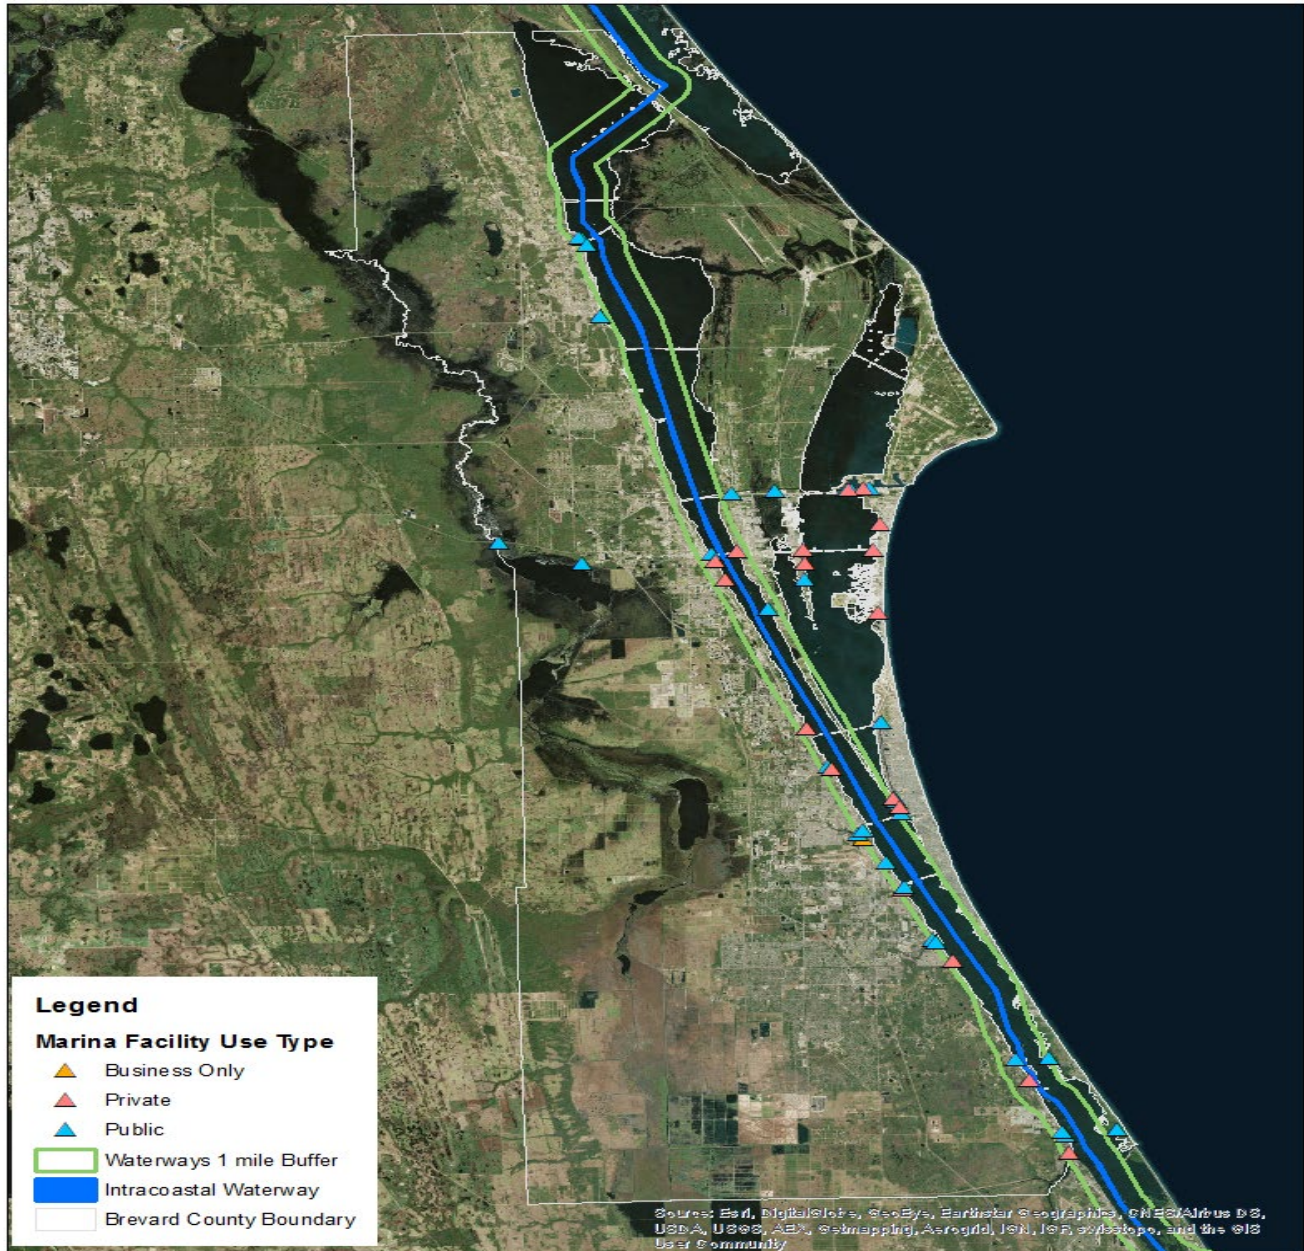 Legend
Marina Facility Use Type
Business Only
Private
Public
Waterways 1 mile Buffer
Intracoastal Waterway
Brevard County Boundary
Source: Esri, DigitalGlobe, GeoEye, Earthstar Geographics, CNES/Airbus DS,
USDA, USGS, AEX, Getmapping, Aerogrid, IGN, IGP, swisstopo, and the GIS
User Community